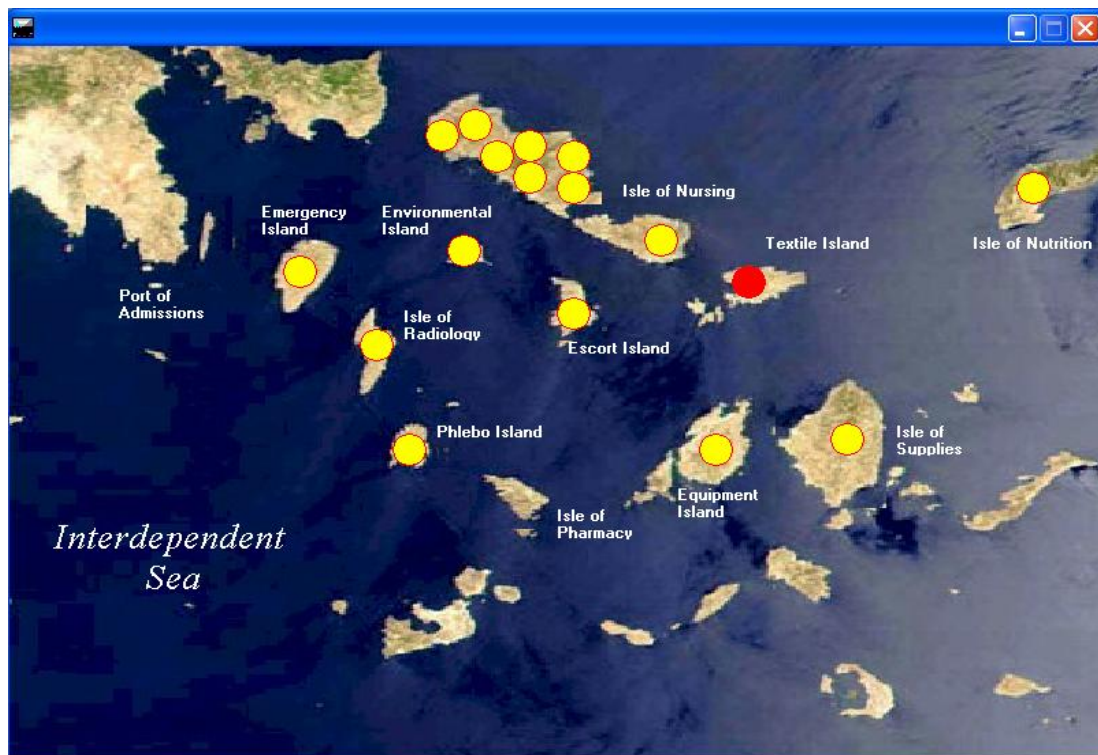 Isle of Nursing
Emergency
Island
Environmental
Island
Textile Island
Isle of Nutrition
Port of
Admissions
Isle of
Radiology
Escort Island
Phlebo Island
Isle of
Supplies
Equipment
Island
Isle of
Pharmacy
Interdependent
Sea